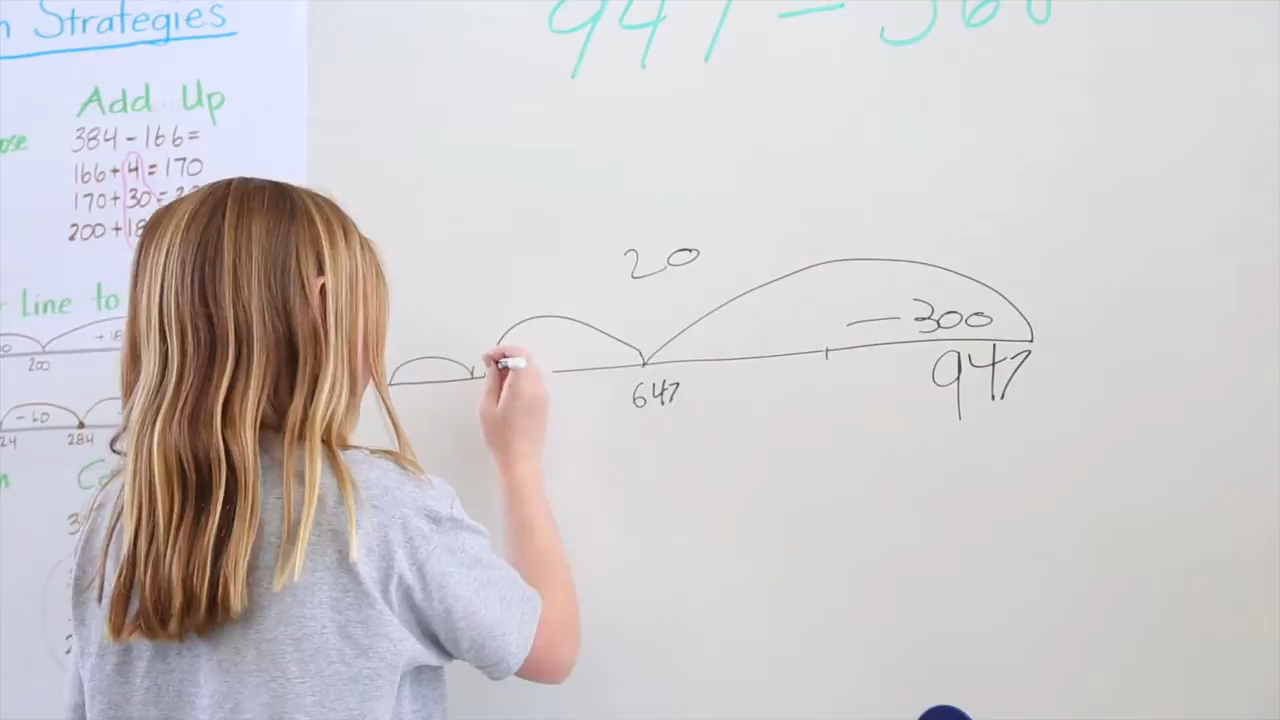 Strategies
Add Up
384-166=
166+4=170
170+30=
200+18
Line to
200
-60
284
947 - 360
20
-300
647
947